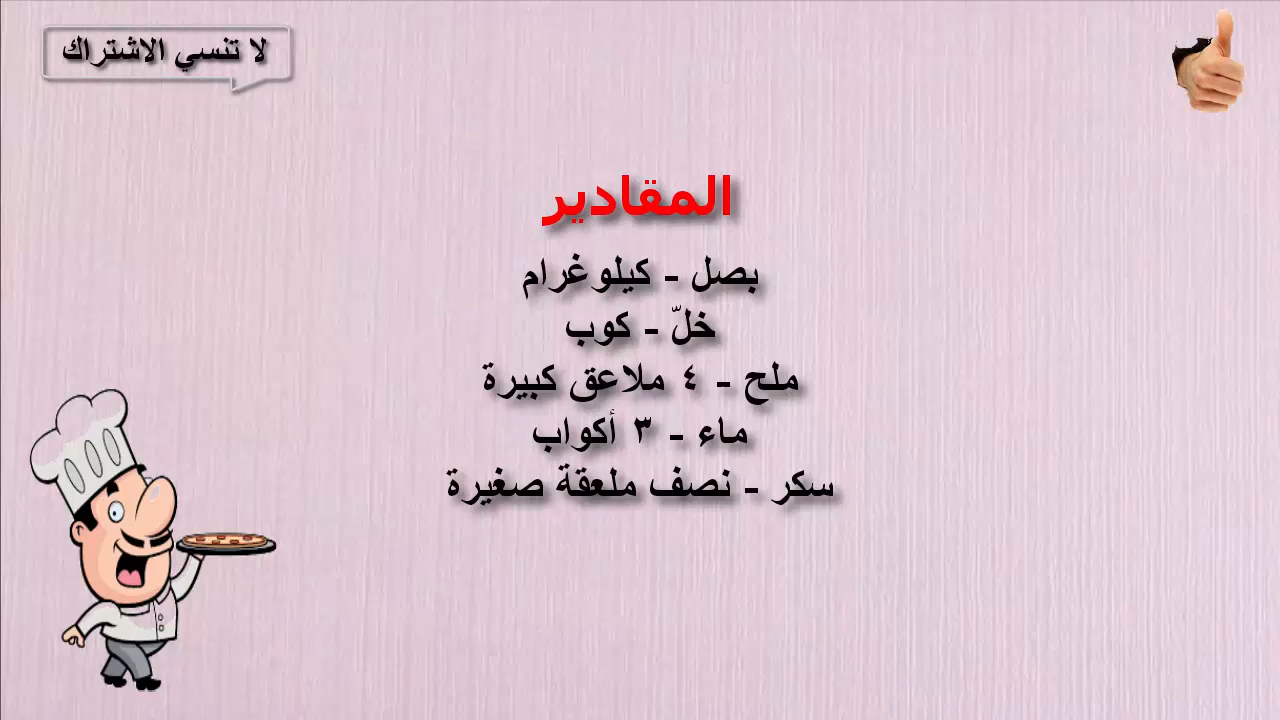 لا تنسي الاشتراك
المقادير
بصل - كيلوغرام
خلّ - كوب
ملح - ٤ ملاعق كبيرة
ماء - ٣ أكواب
سكر - نصف ملعقة صغيرة